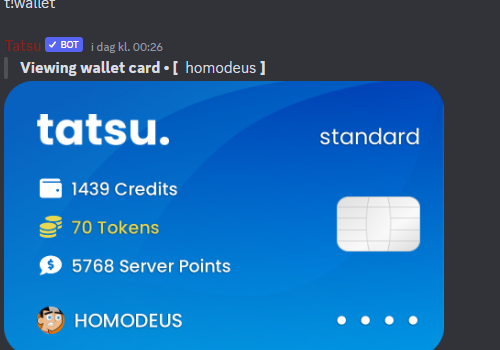 t!wallet
Tatsu ✓ BOT i dag kl. 00:26
Viewing wallet card • [ homodeus ]
tatsu.
standard
1439 Credits
70 Tokens
5768 Server Points
HOMODEUS